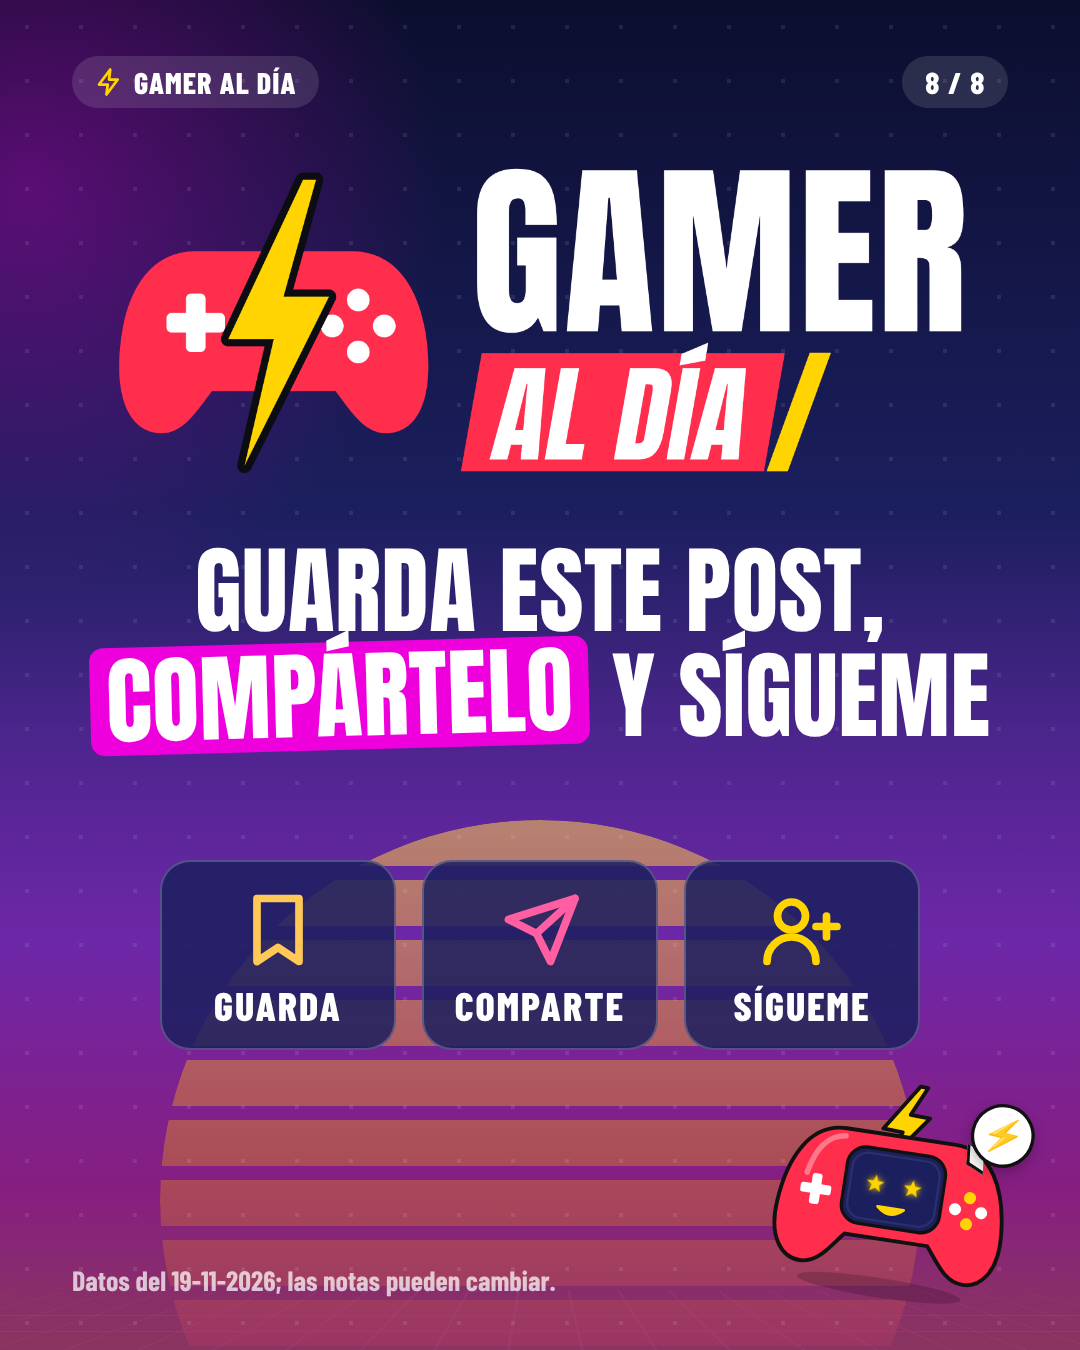 GAMER AL DÍA
8 / 8
GAMER
AL DÍA
GUARDA ESTE POST,
COMPÁRTELO Y SÍGUEME
GUARDA
COMPARTE
SÍGUEME
Datos del 19-11-2026; las notas pueden cambiar.